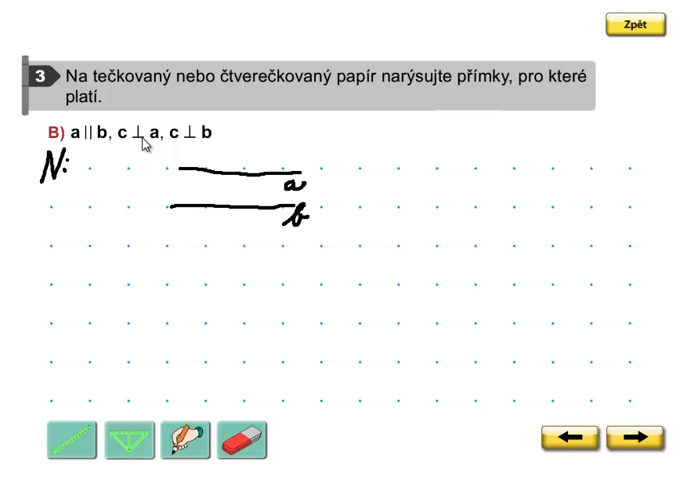 Zpět
3 Na tečkovaný nebo čtverečkovaný papír narýsujte přímky, pro které
platí.
B) a || b, c ⊥ a, c ⊥ b
N:
a
b